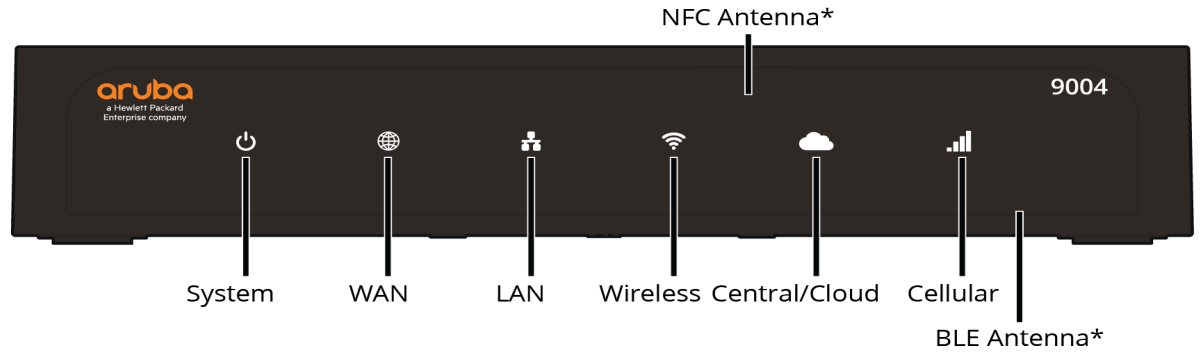 NFC Antenna*
aruba
a Hewlett Packard
Enterprise company
9004
System
WAN
LAN
Wireless
Central/Cloud
Cellular
BLE Antenna*